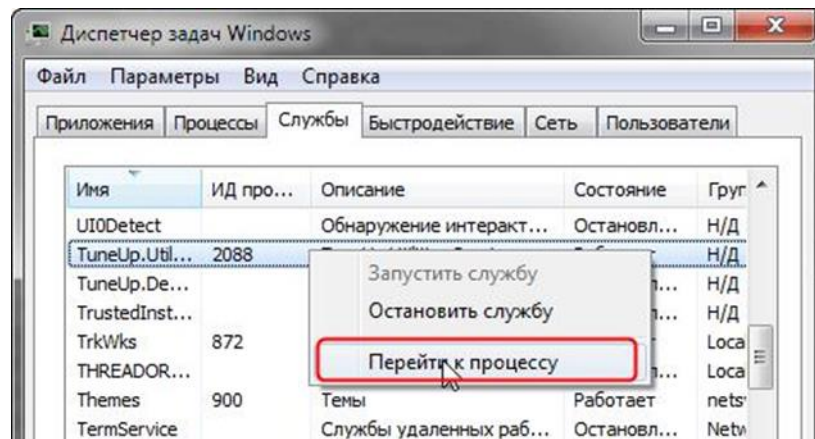 Диспетчер задач Windows
Файл Параметры Вид Справка
Приложения Процессы Службы Быстродействие Сеть Пользователи
Имя ИД про... Описание Состояние Груп
UI0Detect Обнаружение интеракт... Остановл... Н/Д
TuneUp.Util... 2088 Н/Д
TuneUp.De... Н/Д
Запустить службу
TrustedInst... Н/Д
Остановить службу
TrkWks 872 Loca
Перейти к процессу
THREADOR... Loca
Themes 900 Темы Работает nets
TermService Службы удаленных раб... Остановл... Netw